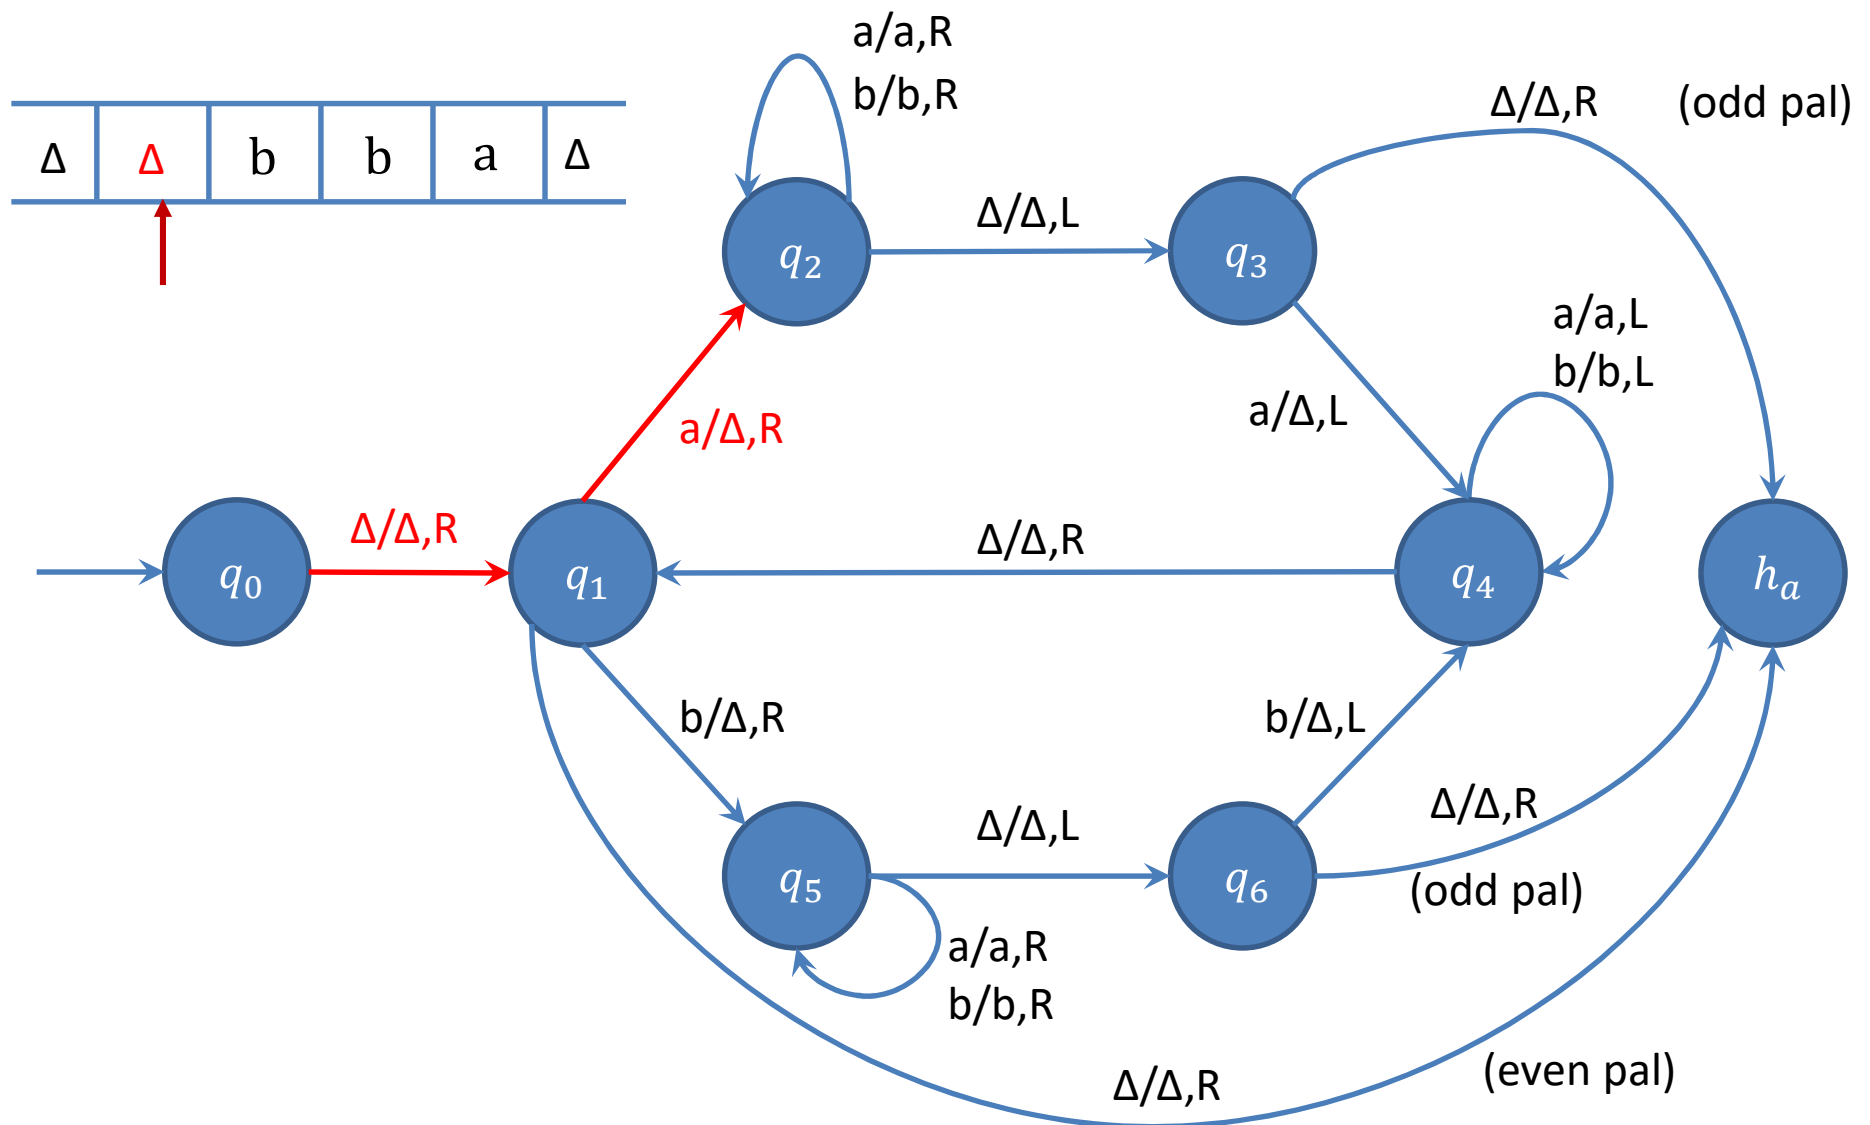 a/a,R
b/b,R
Δ/Δ,R (odd pal)
Δ Δ b b a Δ
Δ/Δ,L
q₂ q₃
a/a,L
b/b,L
a/Δ,R a/Δ,L
Δ/Δ,R Δ/Δ,R
q₀ q₁ q₄ hₐ
b/Δ,R b/Δ,L
Δ/Δ,L Δ/Δ,R
q₅ q₆ (odd pal)
a/a,R
b/b,R
Δ/Δ,R (even pal)